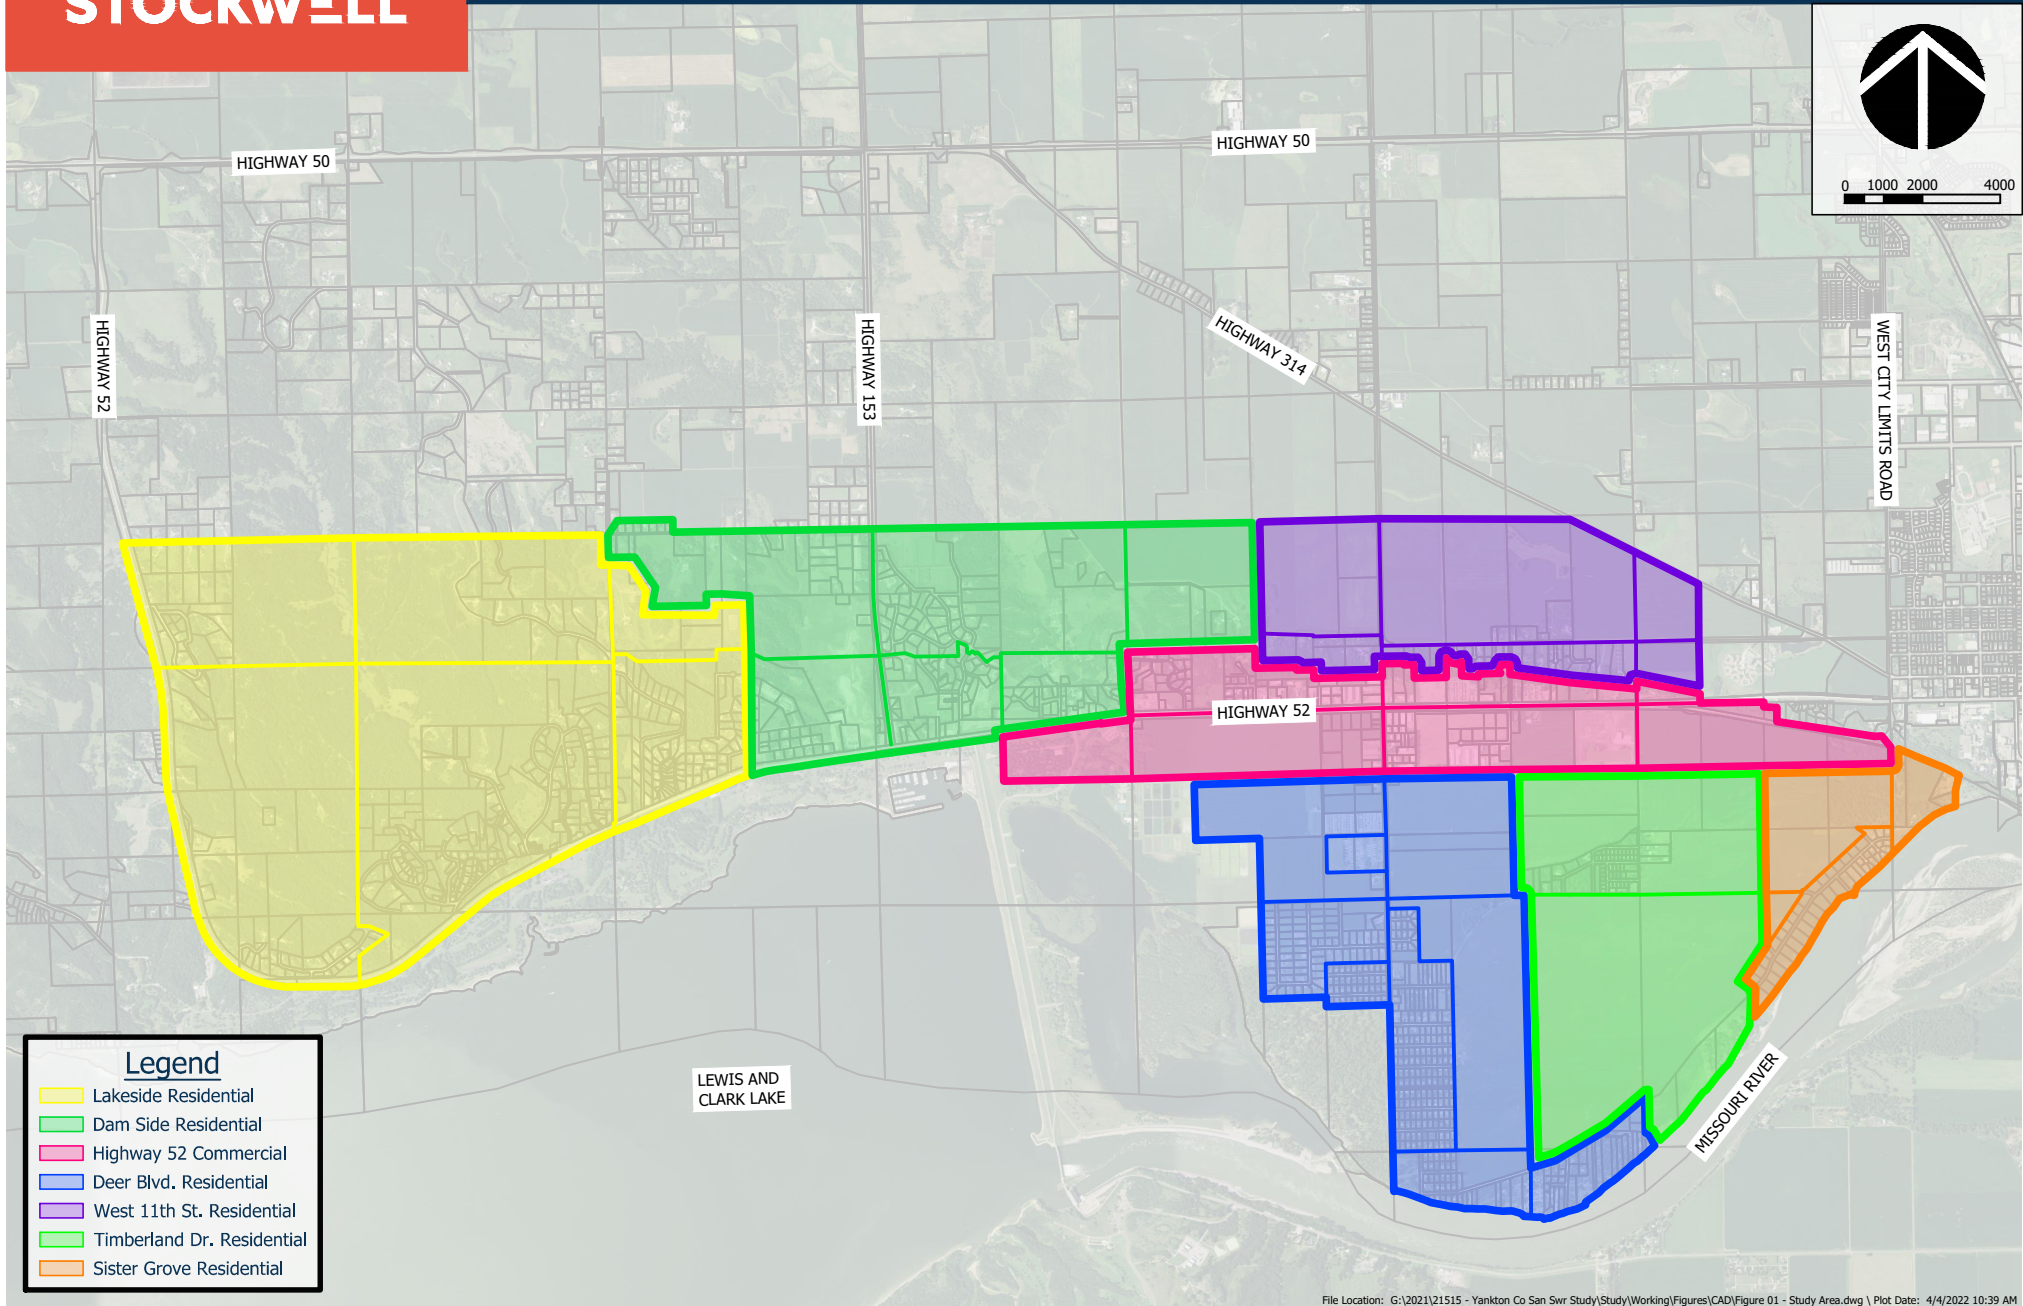 STOCKWELL
HIGHWAY 50
HIGHWAY 50
0 1000 2000 4000
HIGHWAY 52
HIGHWAY 153
HIGHWAY 314
WEST CITY LIMITS ROAD
HIGHWAY 52
LEWIS AND
CLARK LAKE
MISSOURI RIVER
Legend
Lakeside Residential
Dam Side Residential
Highway 52 Commercial
Deer Blvd. Residential
West 11th St. Residential
Timberland Dr. Residential
Sister Grove Residential
File Location: G:\2021\21515 - Yankton Co San Swr Study\Study\Working\Figures\CAD\Figure 01 - Study Area.dwg \ Plot Date: 4/4/2022 10:39 AM